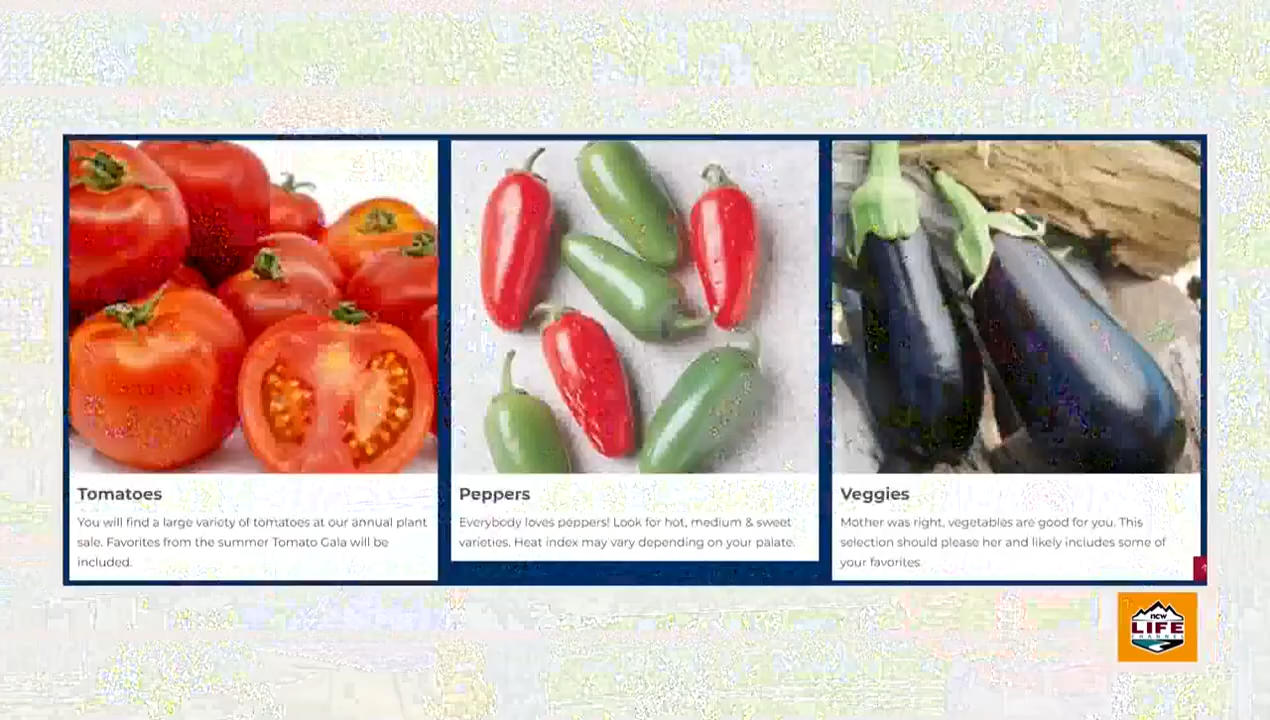 Tomatoes
You will find a large variety of tomatoes at our annual plant
sale. Favorites from the summer Tomato Gala will be
included.
Peppers
Everybody loves peppers! Look for hot, medium & sweet
varieties. Heat index may vary depending on your palate.
Veggies
Mother was right, vegetables are good for you. This
selection should please her and likely includes some of
your favorites.
ncw
LIFE
CHANNEL